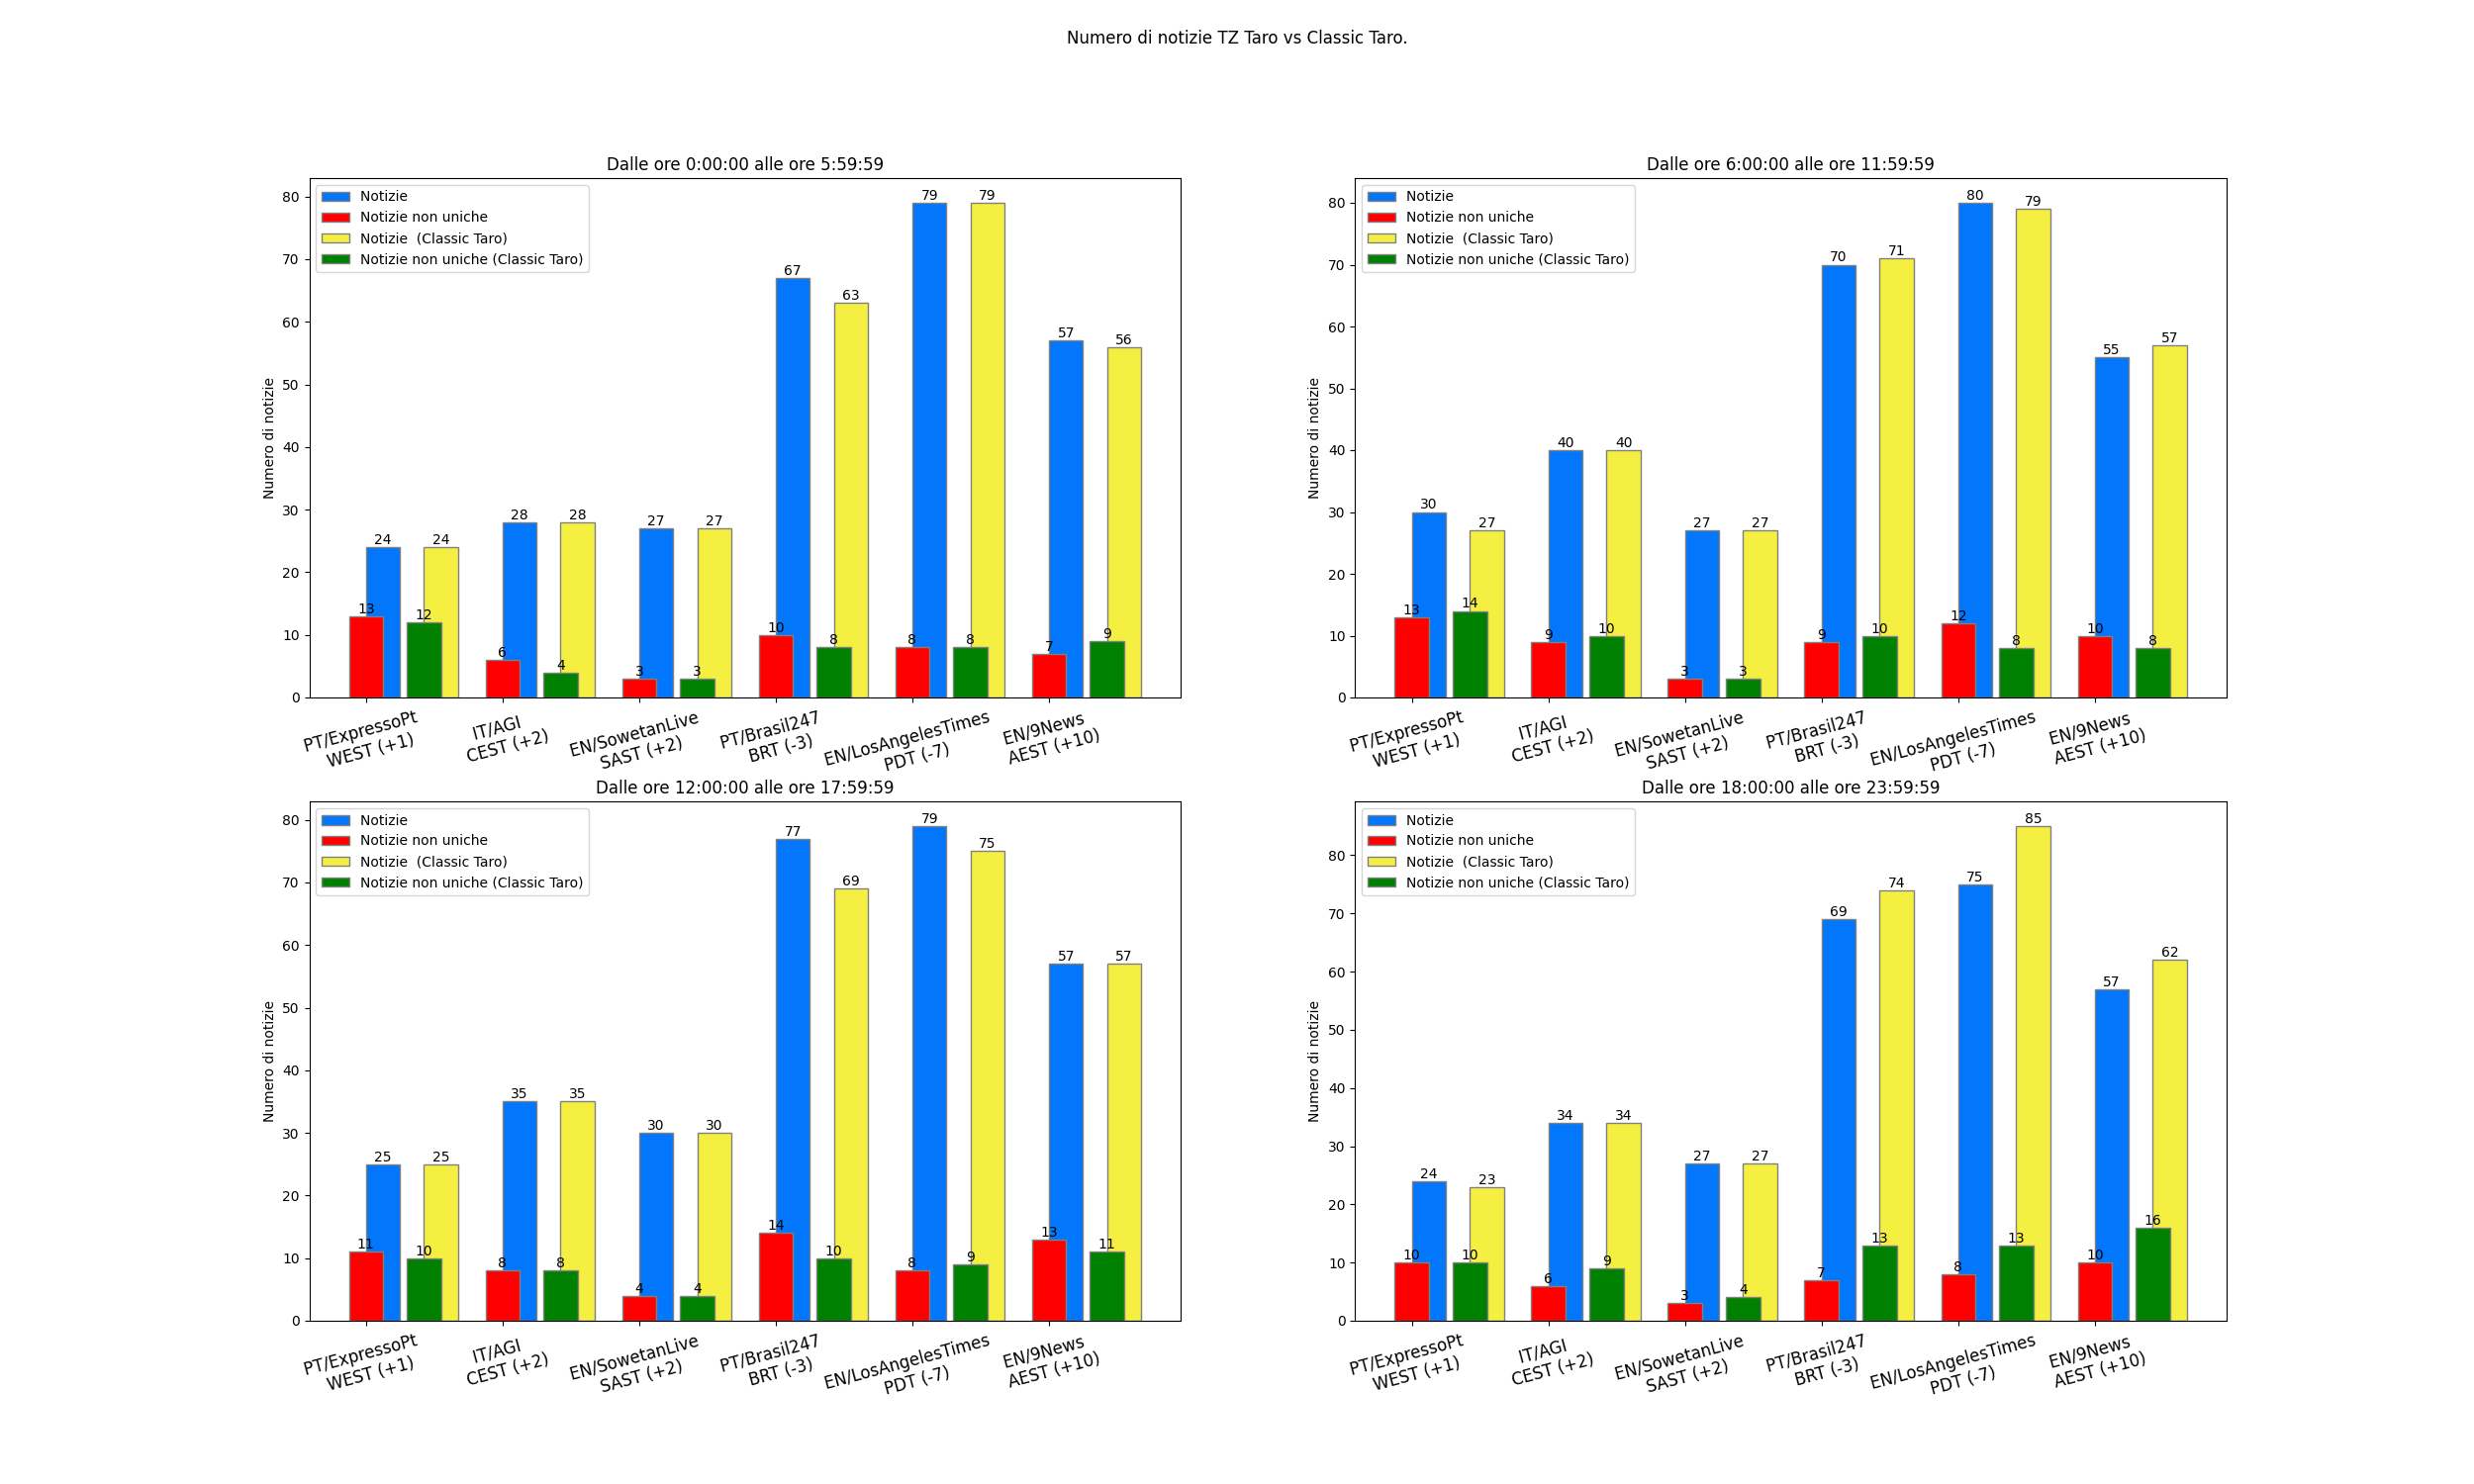 Numero di notizie TZ Taro vs Classic Taro.
Dalle ore 0:00:00 alle ore 5:59:59
Notizie
Notizie non uniche
Notizie  (Classic Taro)
Notizie non uniche (Classic Taro)
Numero di notizie
80
70
60
50
40
30
20
10
0
24
24
13
12
28
28
6
4
27
27
3
3
67
63
10
8
79
79
8
8
57
56
7
9
PT/ExpressoPt
WEST (+1)
IT/AGI
CEST (+2)
EN/SowetanLive
SAST (+2)
PT/Brasil247
BRT (-3)
EN/LosAngelesTimes
PDT (-7)
EN/9News
AEST (+10)
Dalle ore 6:00:00 alle ore 11:59:59
Notizie
Notizie non uniche
Notizie  (Classic Taro)
Notizie non uniche (Classic Taro)
Numero di notizie
80
70
60
50
40
30
20
10
0
30
27
13
14
40
40
9
10
27
27
3
3
70
71
9
10
80
79
12
8
55
57
10
8
PT/ExpressoPt
WEST (+1)
IT/AGI
CEST (+2)
EN/SowetanLive
SAST (+2)
PT/Brasil247
BRT (-3)
EN/LosAngelesTimes
PDT (-7)
EN/9News
AEST (+10)
Dalle ore 12:00:00 alle ore 17:59:59
Notizie
Notizie non uniche
Notizie  (Classic Taro)
Notizie non uniche (Classic Taro)
Numero di notizie
80
70
60
50
40
30
20
10
0
25
25
11
10
35
35
8
8
30
30
4
4
77
69
14
10
79
75
8
9
57
57
13
11
PT/ExpressoPt
WEST (+1)
IT/AGI
CEST (+2)
EN/SowetanLive
SAST (+2)
PT/Brasil247
BRT (-3)
EN/LosAngelesTimes
PDT (-7)
EN/9News
AEST (+10)
Dalle ore 18:00:00 alle ore 23:59:59
Notizie
Notizie non uniche
Notizie  (Classic Taro)
Notizie non uniche (Classic Taro)
Numero di notizie
80
70
60
50
40
30
20
10
0
24
23
10
10
34
34
6
9
27
27
3
4
69
74
7
13
75
85
8
13
57
62
10
16
PT/ExpressoPt
WEST (+1)
IT/AGI
CEST (+2)
EN/SowetanLive
SAST (+2)
PT/Brasil247
BRT (-3)
EN/LosAngelesTimes
PDT (-7)
EN/9News
AEST (+10)